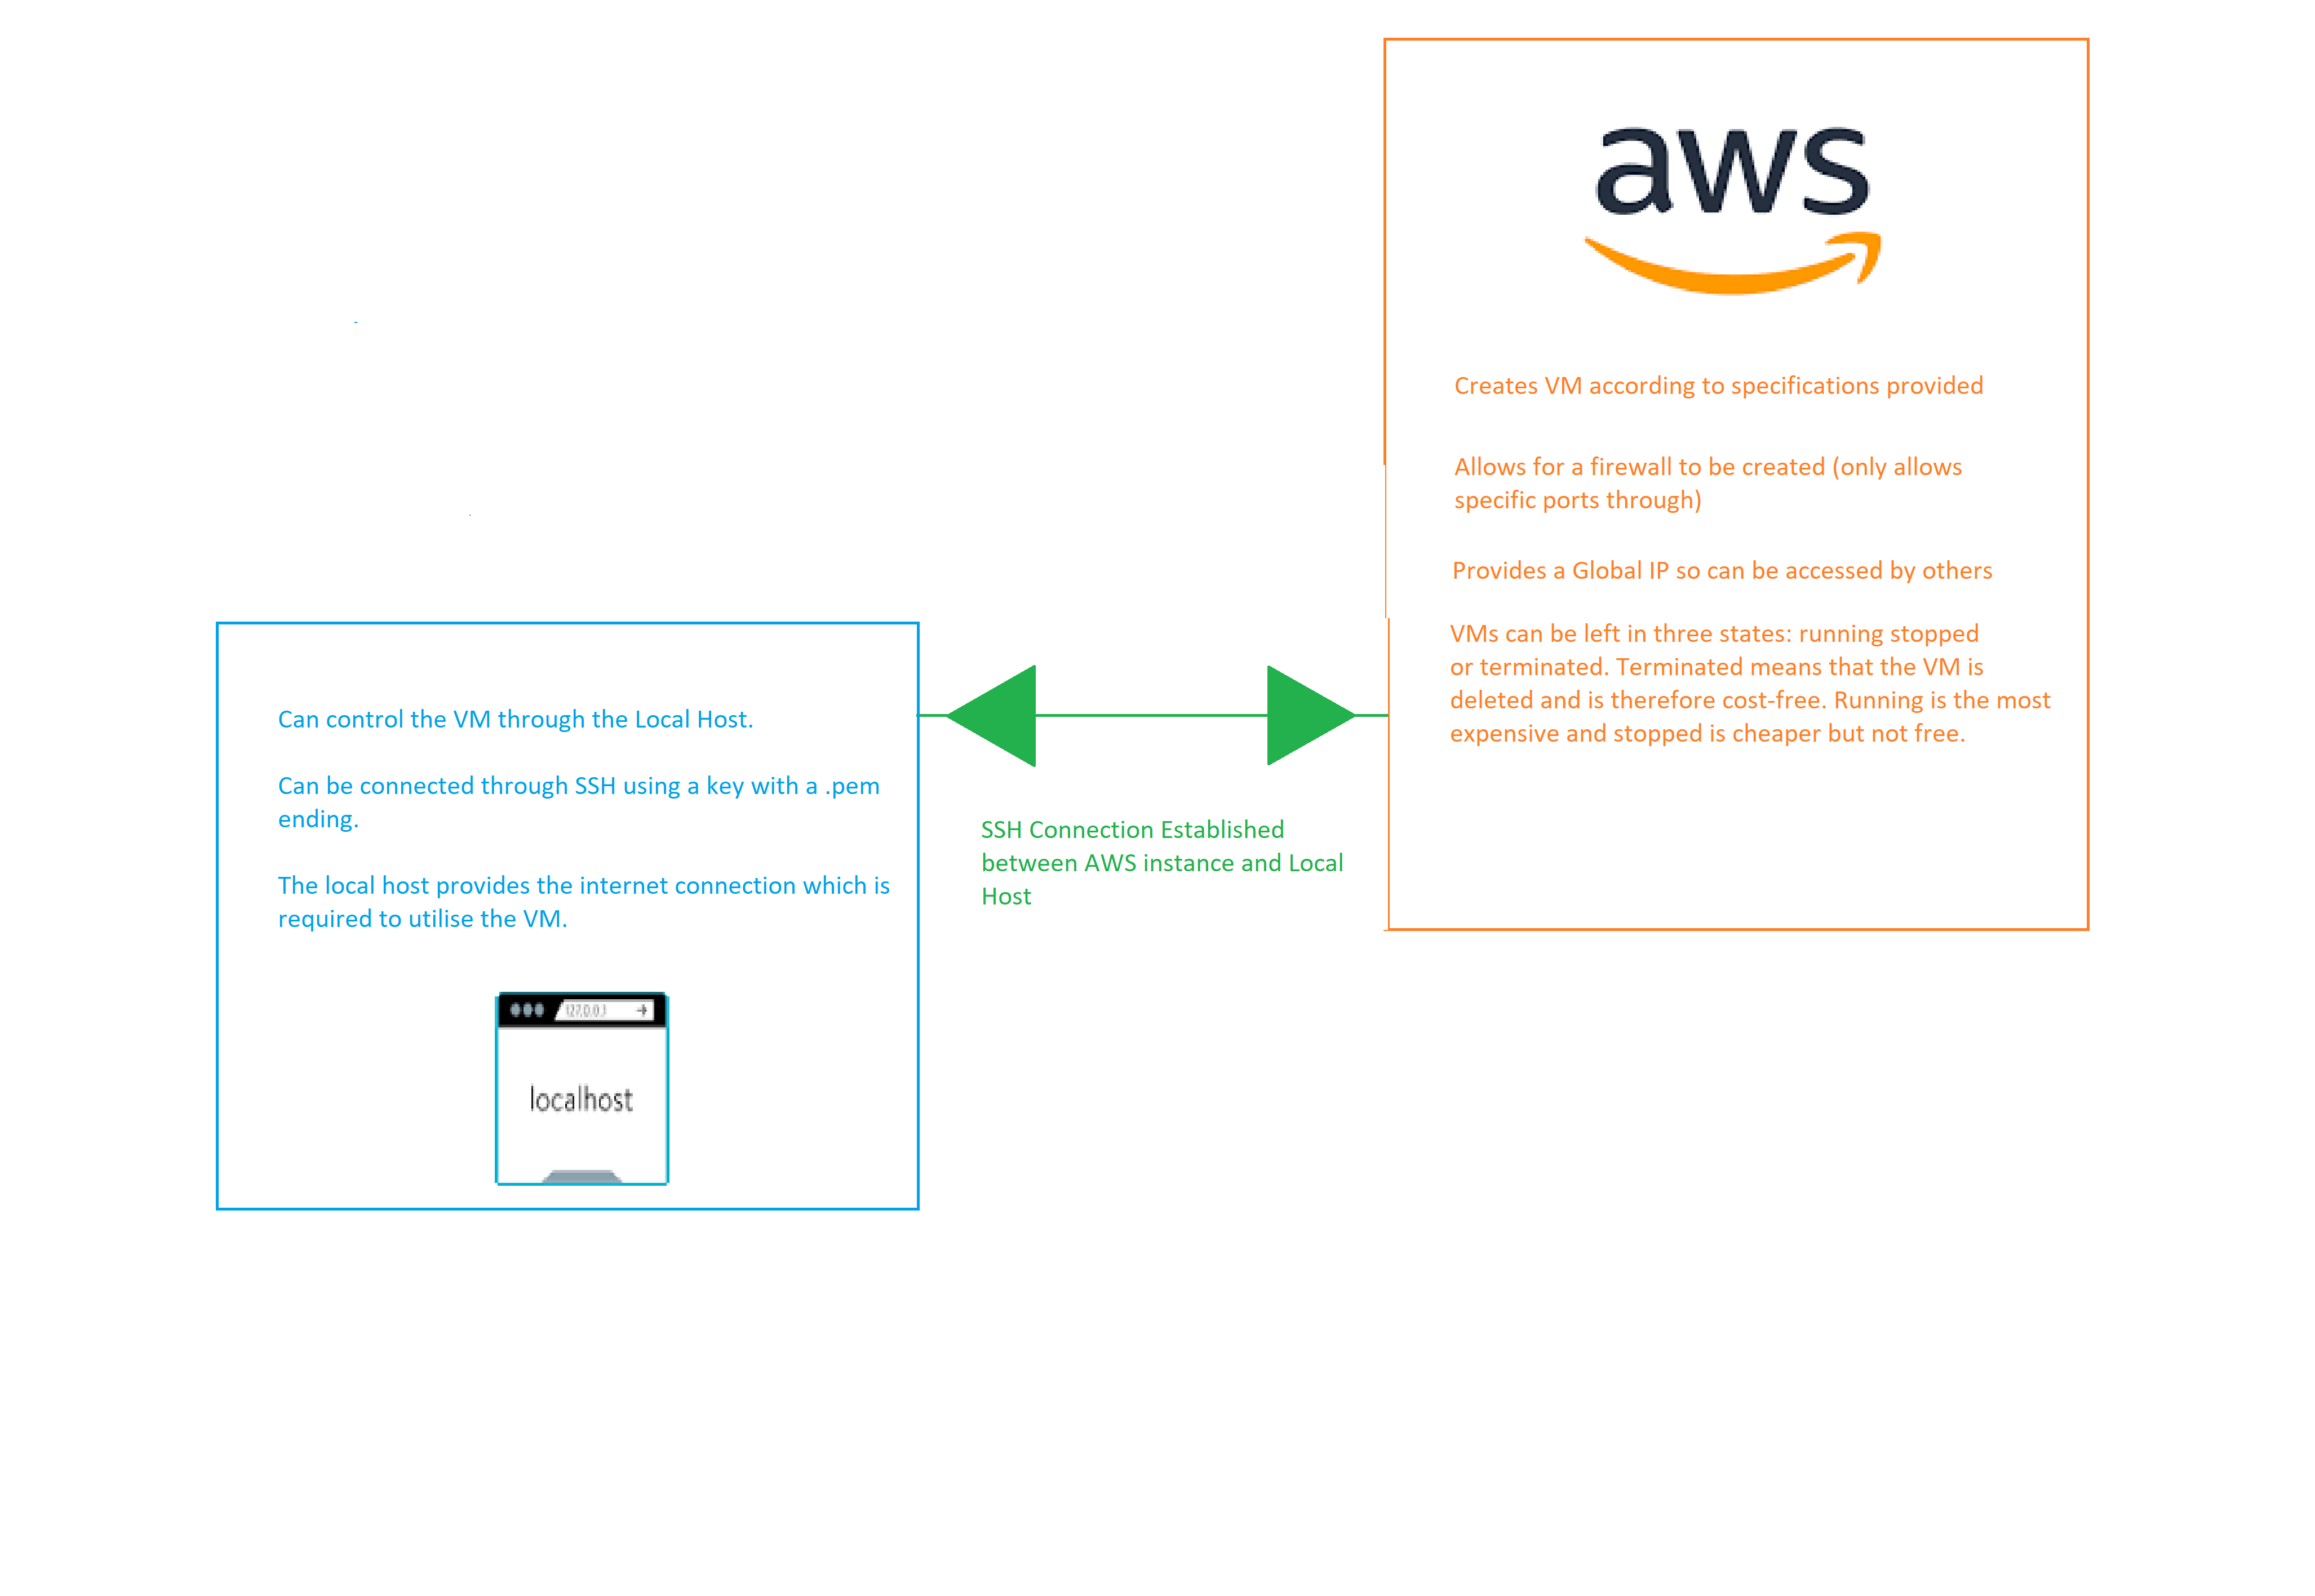 aws
Creates VM according to specifications provided
Allows for a firewall to be created (only allows
specific ports through)
Provides a Global IP so can be accessed by others
VMs can be left in three states: running stopped
or terminated. Terminated means that the VM is
deleted and is therefore cost-free. Running is the most
expensive and stopped is cheaper but not free.
Can control the VM through the Local Host.
Can be connected through SSH using a key with a .pem
ending.
The local host provides the internet connection which is
required to utilise the VM.
127.0.0.1
localhost
SSH Connection Established
between AWS instance and Local
Host